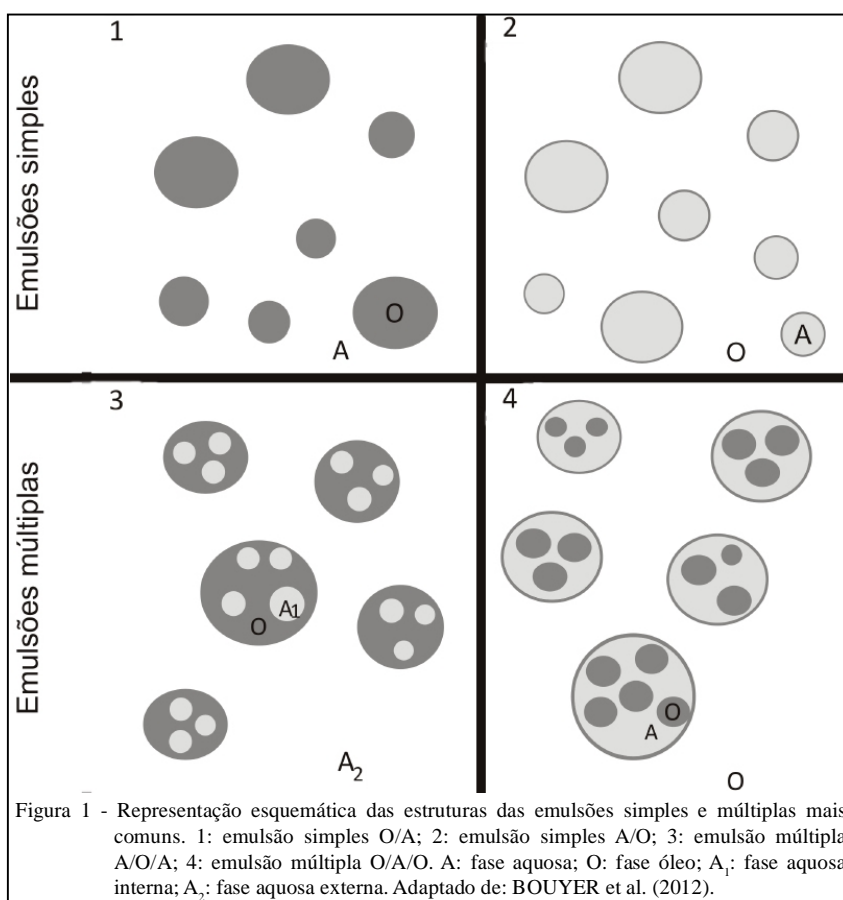 1
2
Emulsões simples
O
A
O
A
3
4
Emulsões múltiplas
A1
O
A2
O
A
O
Figura 1 - Representação esquemática das estruturas das emulsões simples e múltiplas mais
comuns. 1: emulsão simples O/A; 2: emulsão simples A/O; 3: emulsão múltipla
A/O/A; 4: emulsão múltipla O/A/O. A: fase aquosa; O: fase óleo; A1: fase aquosa
interna; A2: fase aquosa externa. Adaptado de: BOUYER et al. (2012).